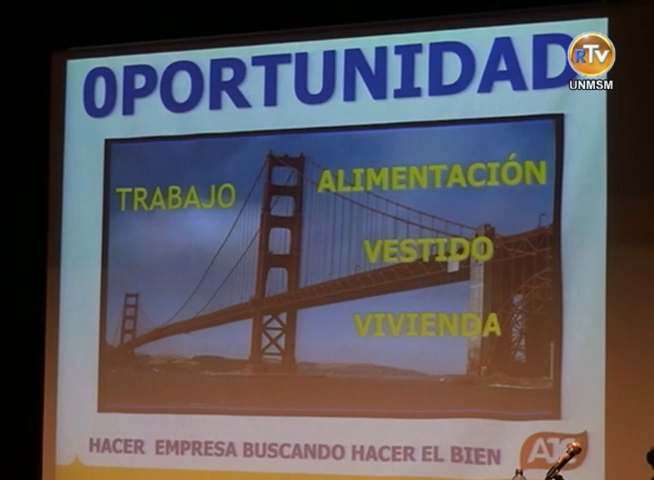 0PORTUNIDAD
RTv
UNMSM
TRABAJO
ALIMENTACIÓN
VESTIDO
VIVIENDA
HACER EMPRESA BUSCANDO HACER EL BIEN